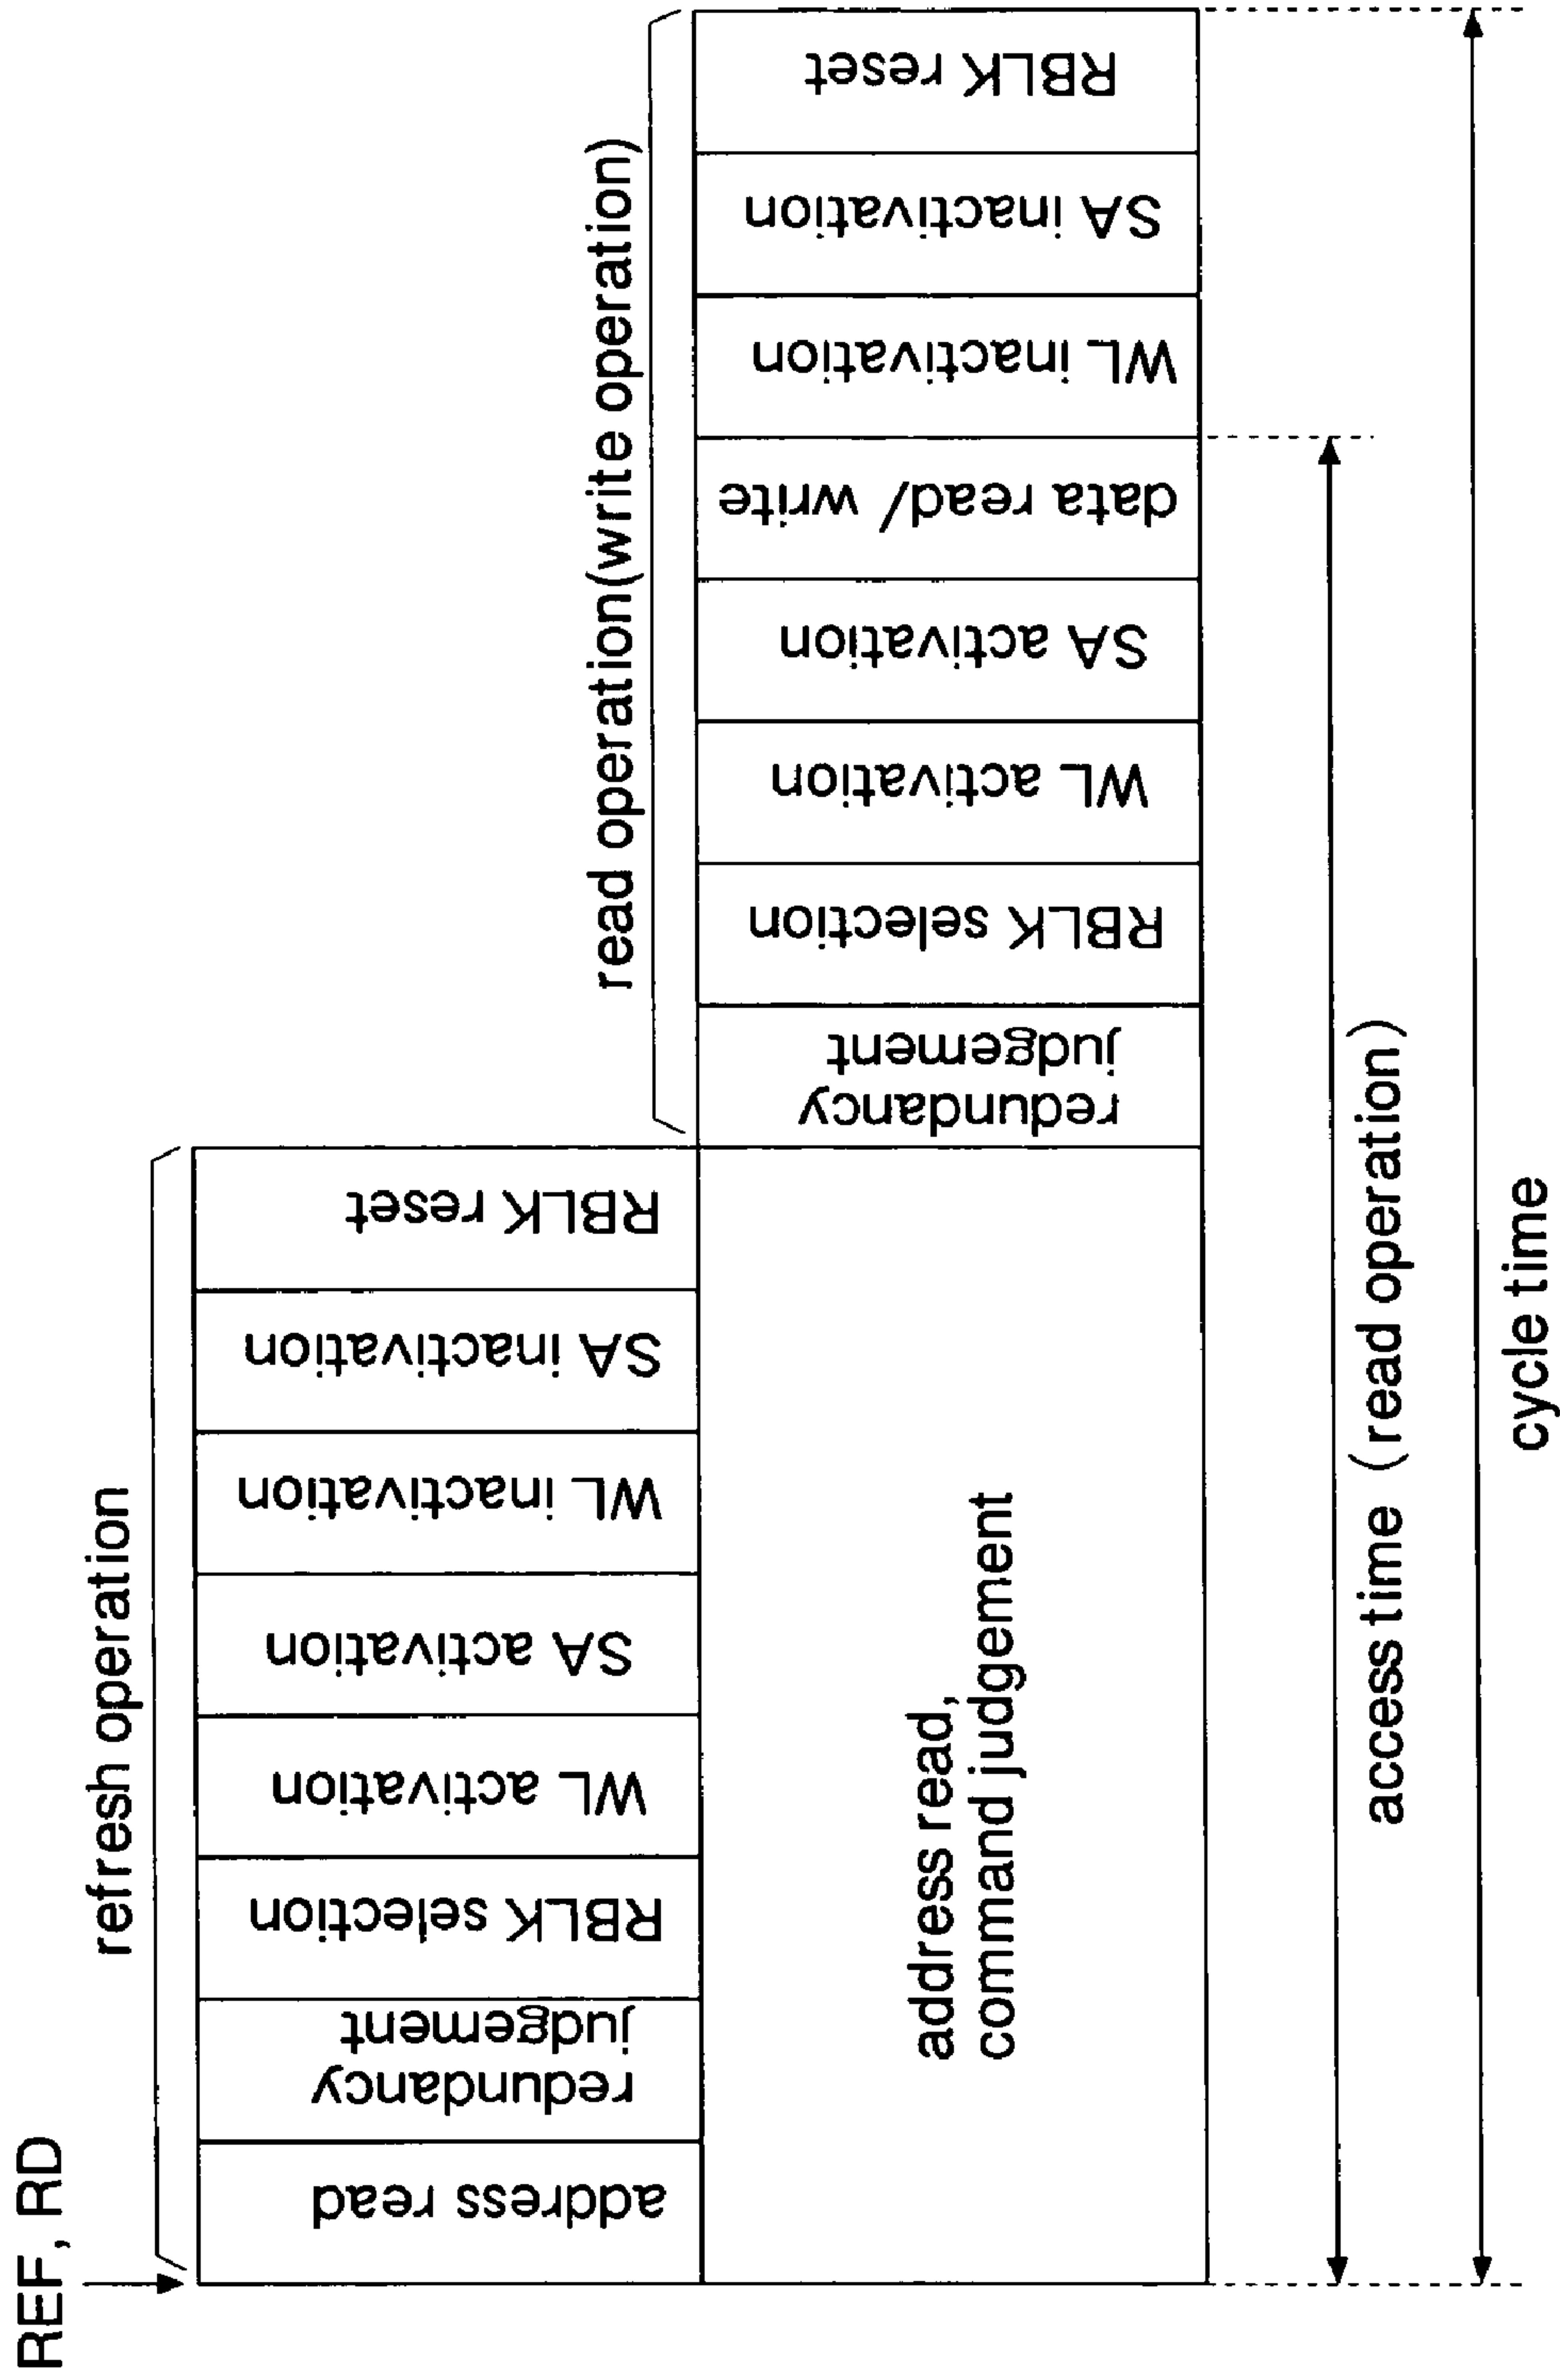 REF, RD
refresh operation
address read
redundancy
judgement
RBLK selection
WL activation
SA activation
WL inactivation
SA inactivation
RBLK reset
address read,
command judgement
read operation(write operation)
redundancy
judgement
RBLK selection
WL activation
SA activation
data read/ write
WL inactivation
SA inactivation
RBLK reset
access time (read operation)
cycle time